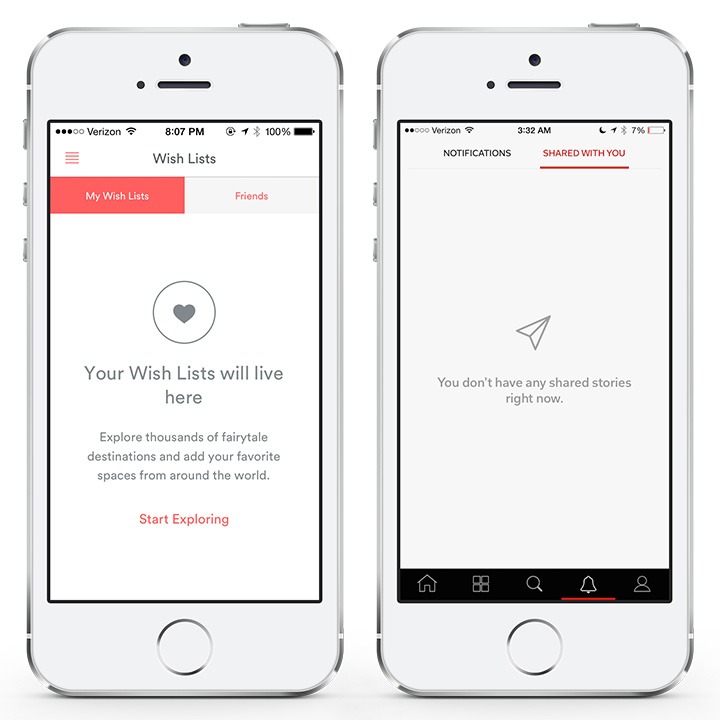 Verizon 8:07 PM 100%
Wish Lists
My Wish Lists Friends
Your Wish Lists will live
here
Explore thousands of fairytale
destinations and add your favorite
spaces from around the world.
Start Exploring
Verizon 3:32 AM 7%
NOTIFICATIONS SHARED WITH YOU
You don't have any shared stories
right now.